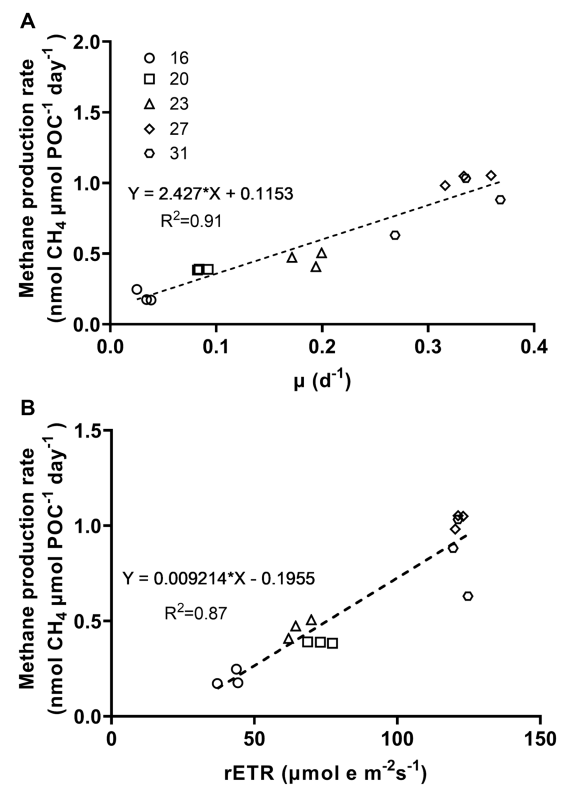 A
Methane production rate
(nmol CH₄ µmol POC⁻¹ day⁻¹ )
2.0
1.5
1.0
0.5
0.0
16
20
23
27
31
Y = 2.427*X + 0.1153
R²=0.91
0.0 0.1 0.2 0.3 0.4
µ (d⁻¹)
B
Methane production rate
(nmol CH₄ µmol POC⁻¹ day⁻¹ )
1.5
1.0
0.5
0.0
Y = 0.009214*X - 0.1955
R²=0.87
0 50 100 150
rETR (µmol e m⁻²s⁻¹)